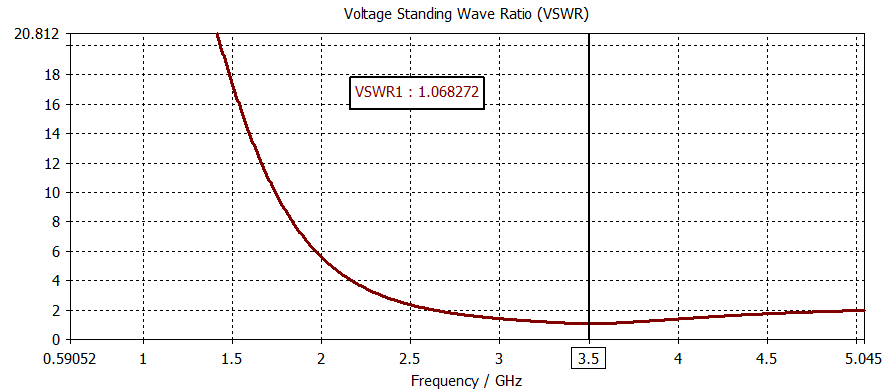 Voltage Standing Wave Ratio (VSWR)
20.812
18
16
14
12
10
8
6
4
2
0
VSWR1 : 1.068272
0.59052 1 1.5 2 2.5 3 3.5 4 4.5 5.045
Frequency / GHz